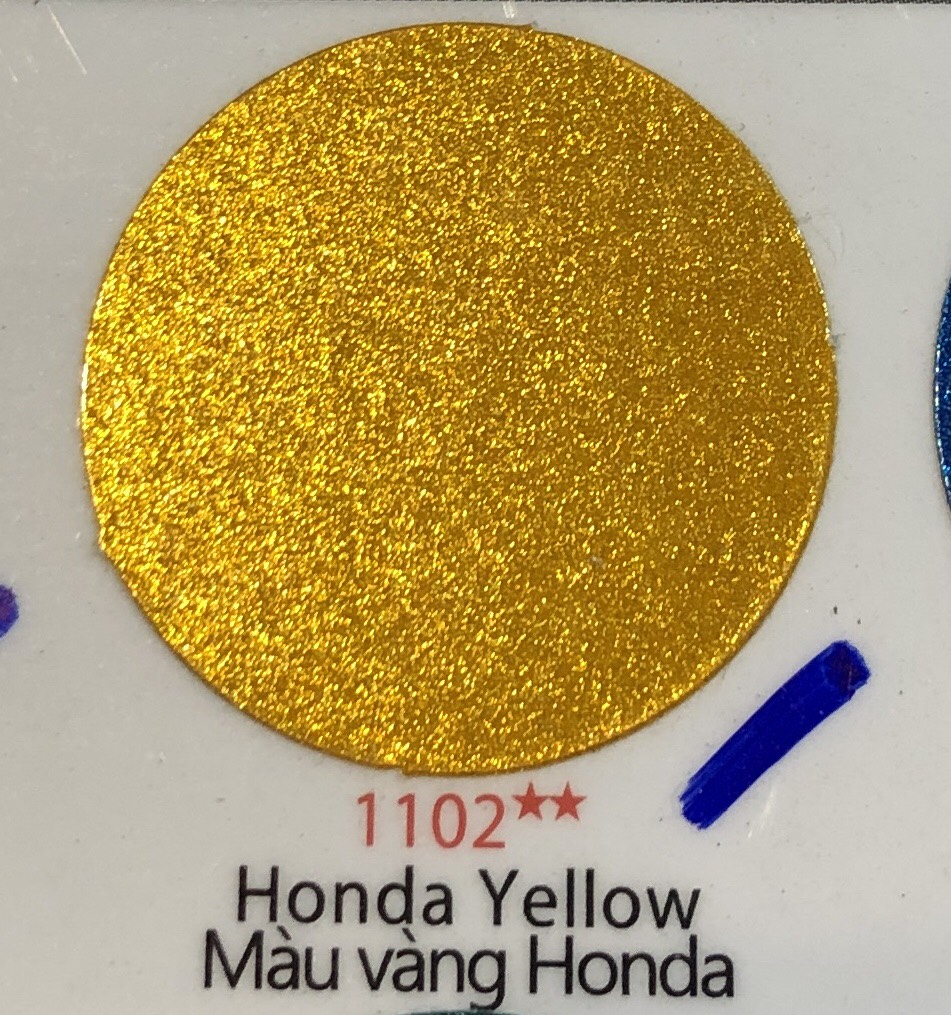 1102★★
Honda Yellow
Màu vàng Honda